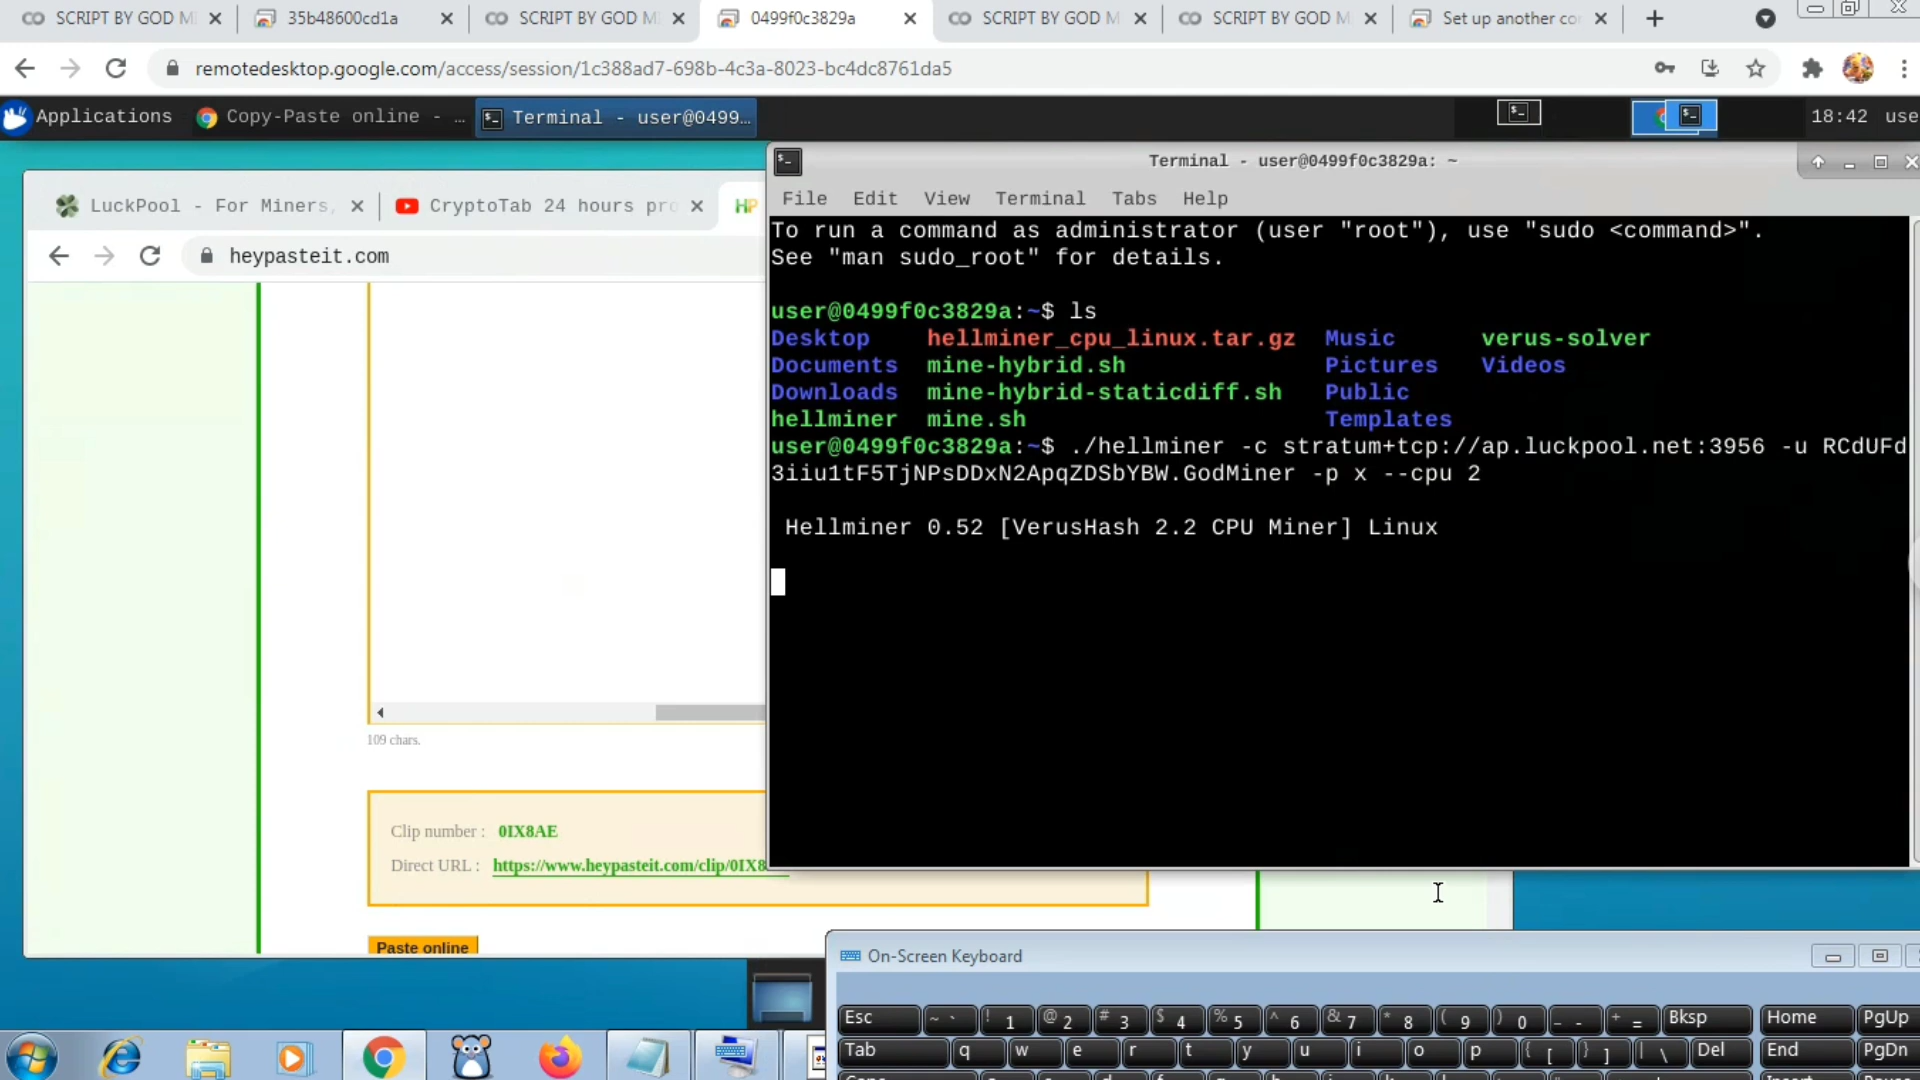 SCRIPT BY GOD M
35b48600cd1a
SCRIPT BY GOD M
0499f0c3829a
SCRIPT BY GOD M
SCRIPT BY GOD M
Set up another co
remotedesktop.google.com/access/session/1c388ad7-698b-4c3a-8023-bc4dc8761da5
Applications
Copy-Paste online - …
Terminal - user@0499…
18:42 use
LuckPool - For Miners,
CryptoTab 24 hours pro
HP
heypasteit.com
109 chars.
Clip number : 0IX8AE
Direct URL : https://www.heypasteit.com/clip/0IX8
Paste online
Terminal - user@0499f0c3829a: ~
File Edit View Terminal Tabs Help
To run a command as administrator (user "root"), use "sudo <command>".
See "man sudo_root" for details.
user@0499f0c3829a:~$ ls
Desktop hellminer_cpu_linux.tar.gz Music verus-solver
Documents mine-hybrid.sh Pictures Videos
Downloads mine-hybrid-staticdiff.sh Public
hellminer mine.sh Templates
user@0499f0c3829a:~$ ./hellminer -c stratum+tcp://ap.luckpool.net:3956 -u RCdUFd
3iiu1tF5TjNPsDDxN2ApqZDSbYBW.GodMiner -p x --cpu 2
Hellminer 0.52 [VerusHash 2.2 CPU Miner] Linux
On-Screen Keyboard
Esc ~ ` ! 1 @ 2 # 3 $ 4 % 5 ^ 6 & 7 * 8 ( 9 ) 0 _ - + = Bksp Home PgUp
Tab q w e r t y u i o p { [ } ] | \ Del End PgDn